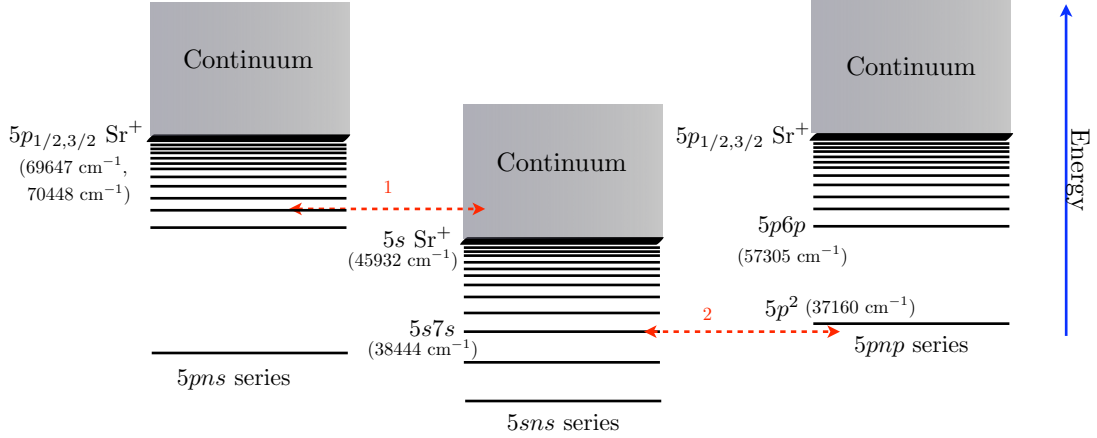 Continuum
5p₁/₂,₃/₂ Sr⁺
(69647 cm⁻¹,
70448 cm⁻¹)
5pns series
1
Continuum
5s Sr⁺
(45932 cm⁻¹)
5s7s
(38444 cm⁻¹)
5sns series
2
Continuum
5p₁/₂,₃/₂ Sr⁺
5p6p
(57305 cm⁻¹)
5p² (37160 cm⁻¹)
5pnp series
Energy